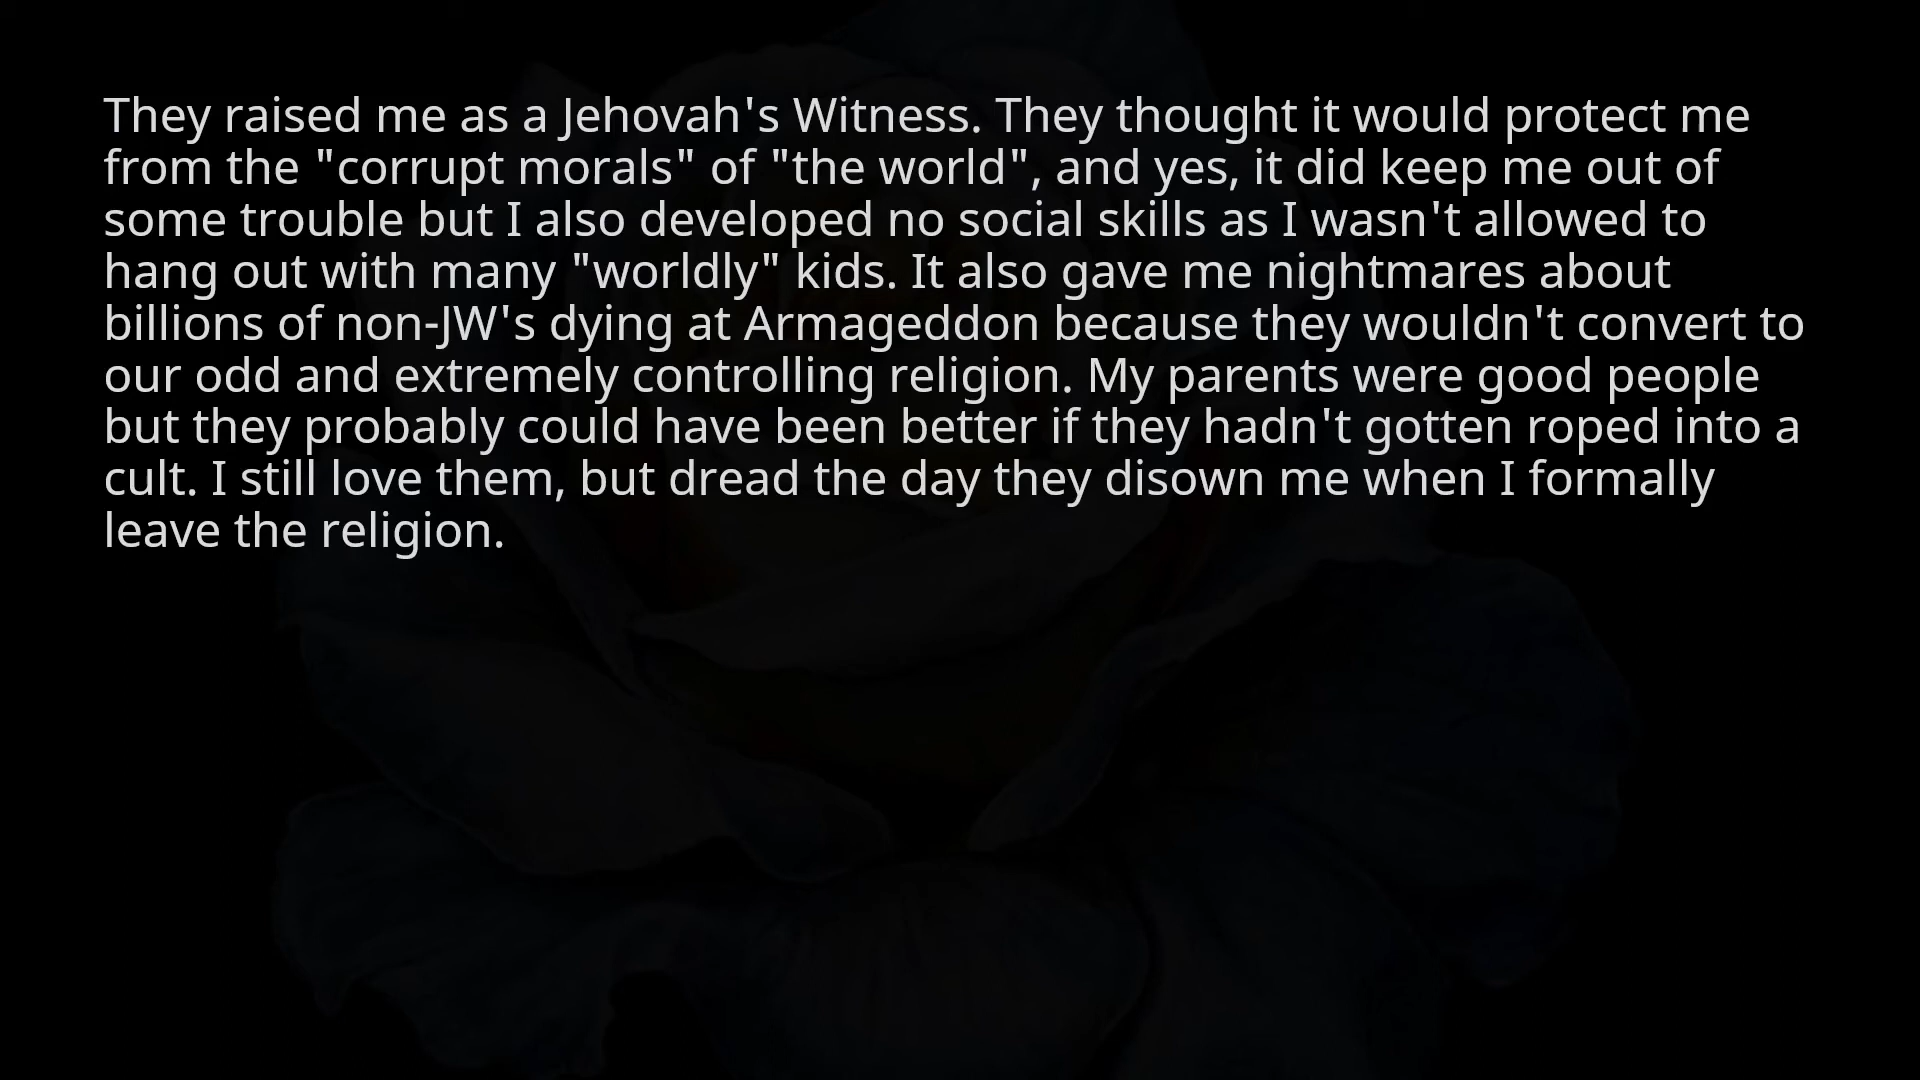 They raised me as a Jehovah's Witness. They thought it would protect me
from the "corrupt morals" of "the world", and yes, it did keep me out of
some trouble but I also developed no social skills as I wasn't allowed to
hang out with many "worldly" kids. It also gave me nightmares about
billions of non-JW's dying at Armageddon because they wouldn't convert to
our odd and extremely controlling religion. My parents were good people
but they probably could have been better if they hadn't gotten roped into a
cult. I still love them, but dread the day they disown me when I formally
leave the religion.